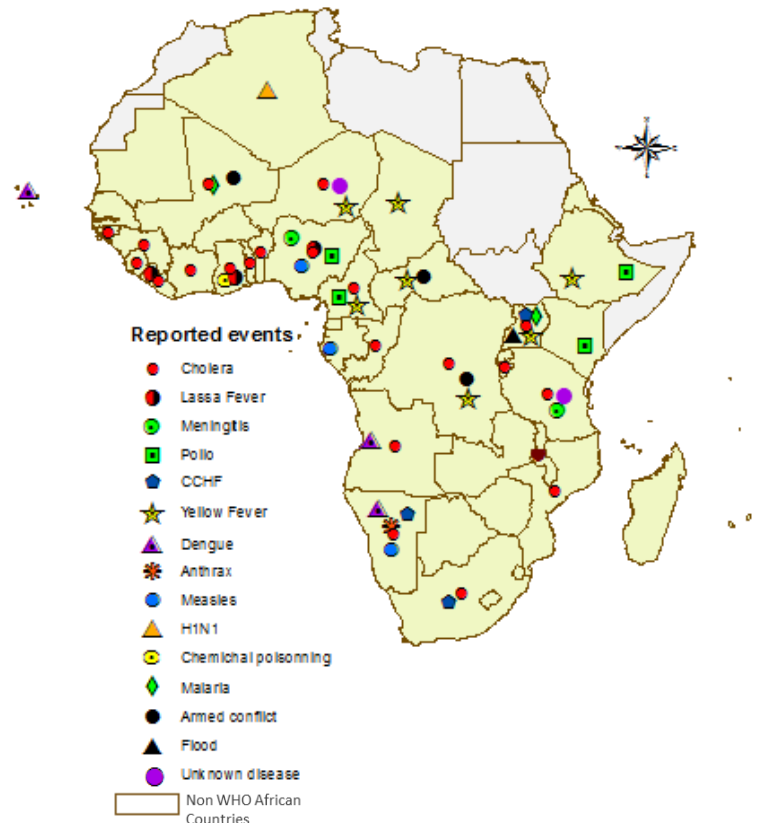 Reported events
Cholera
Lassa Fever
Meningitis
Polio
CCHF
Yellow Fever
Dengue
Anthrax
Measles
H1N1
Chemichal poisonning
Malaria
Armed conflict
Flood
Unknown disease
Non WHO African
Countries